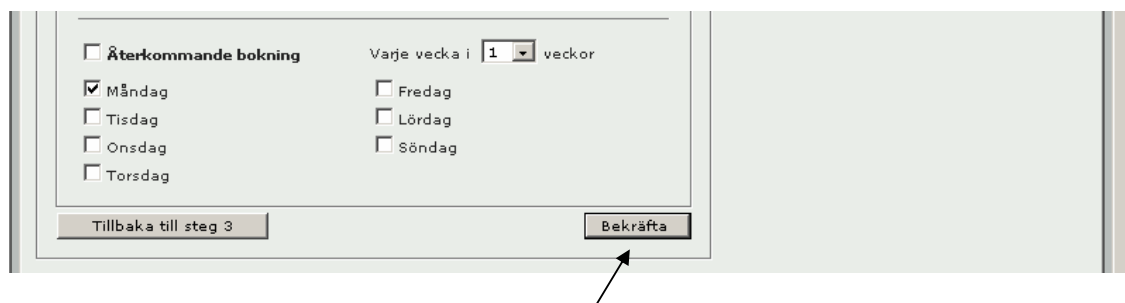 Återkommande bokning Varje vecka i 1 veckor
Måndag Fredag
Tisdag Lördag
Onsdag Söndag
Torsdag
Tillbaka till steg 3 Bekräfta